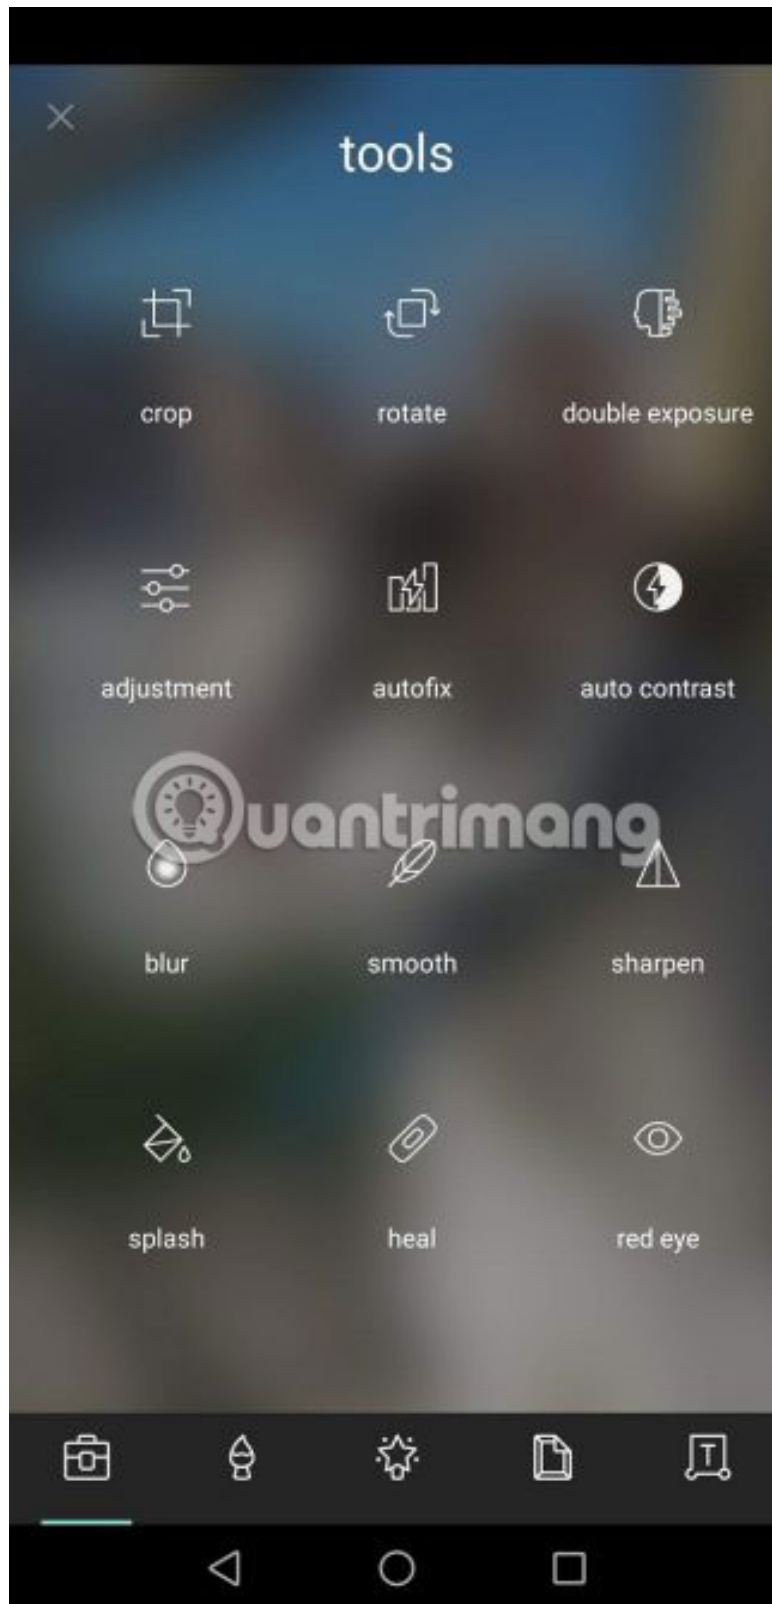 tools
crop rotate double exposure
adjustment autofix auto contrast
Quantrimang
blur smooth sharpen
splash heal red eye
T